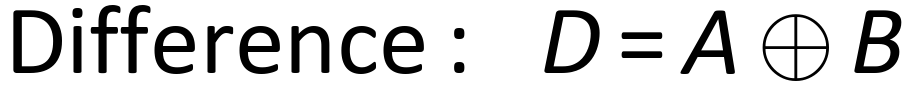 Difference : D = A ⊕ B